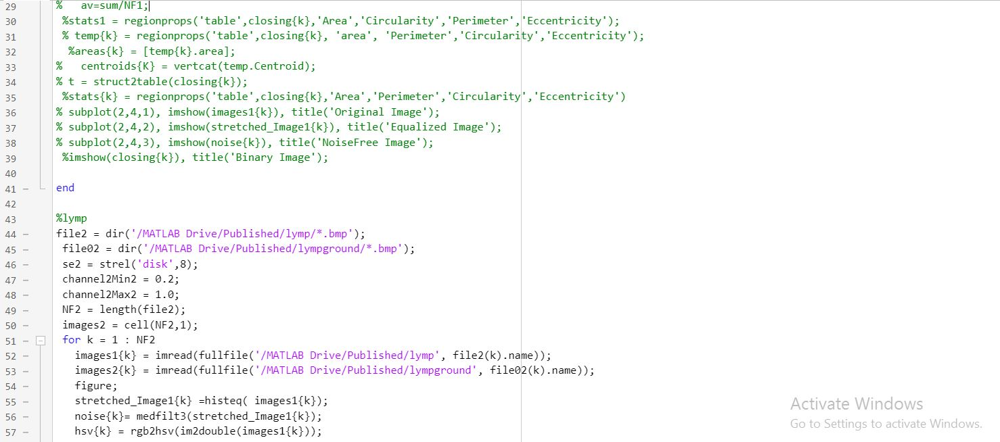 29 %   av=sum/NF1;
30 %stats1 = regionprops('table',closing{k},'Area','Circularity','Perimeter','Eccentricity');
31 % temp{k} = regionprops('table',closing{k}, 'area', 'Perimeter','Circularity','Eccentricity');
32 %areas{k} = [temp{k}.area];
33 %   centroids{K} = vertcat(temp.Centroid);
34 % t = struct2table(closing{k});
35 %stats{k} = regionprops('table',closing{k},'Area','Perimeter','Circularity','Eccentricity')
36 % subplot(2,4,1), imshow(images1{k}), title('Original Image');
37 % subplot(2,4,2), imshow(stretched_Image1{k}), title('Equalized Image');
38 % subplot(2,4,3), imshow(noise{k}), title('NoiseFree Image');
39 %imshow(closing{k}), title('Binary Image');
40
41 – end
42
43 %lymp
44 – file2 = dir('/MATLAB Drive/Published/lymp/*.bmp');
45 – file02 = dir('/MATLAB Drive/Published/lympground/*.bmp');
46 – se2 = strel('disk',8);
47 – channel2Min2 = 0.2;
48 – channel2Max2 = 1.0;
49 – NF2 = length(file2);
50 – images2 = cell(NF2,1);
51 – for k = 1 : NF2
52 – images1{k} = imread(fullfile('/MATLAB Drive/Published/lymp', file2(k).name));
53 – images2{k} = imread(fullfile('/MATLAB Drive/Published/lympground', file02(k).name));
54 – figure;
55 – stretched_Image1{k} =histeq( images1{k});
56 – noise{k}= medfilt3(stretched_Image1{k});
57 – hsv{k} = rgb2hsv(im2double(images1{k}));
Activate Windows
Go to Settings to activate Windows.